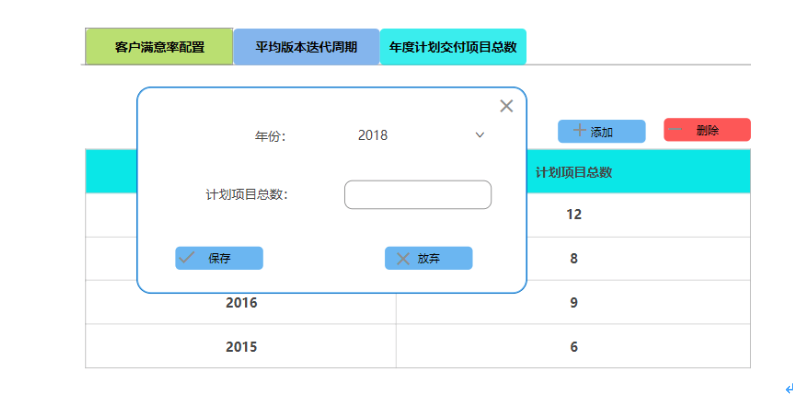 客户满意率配置 平均版本迭代周期 年度计划交付项目总数
年份: 2018
添加 删除
计划项目总数
计划项目总数:
12
保存 放弃
8
2016 9
2015 6